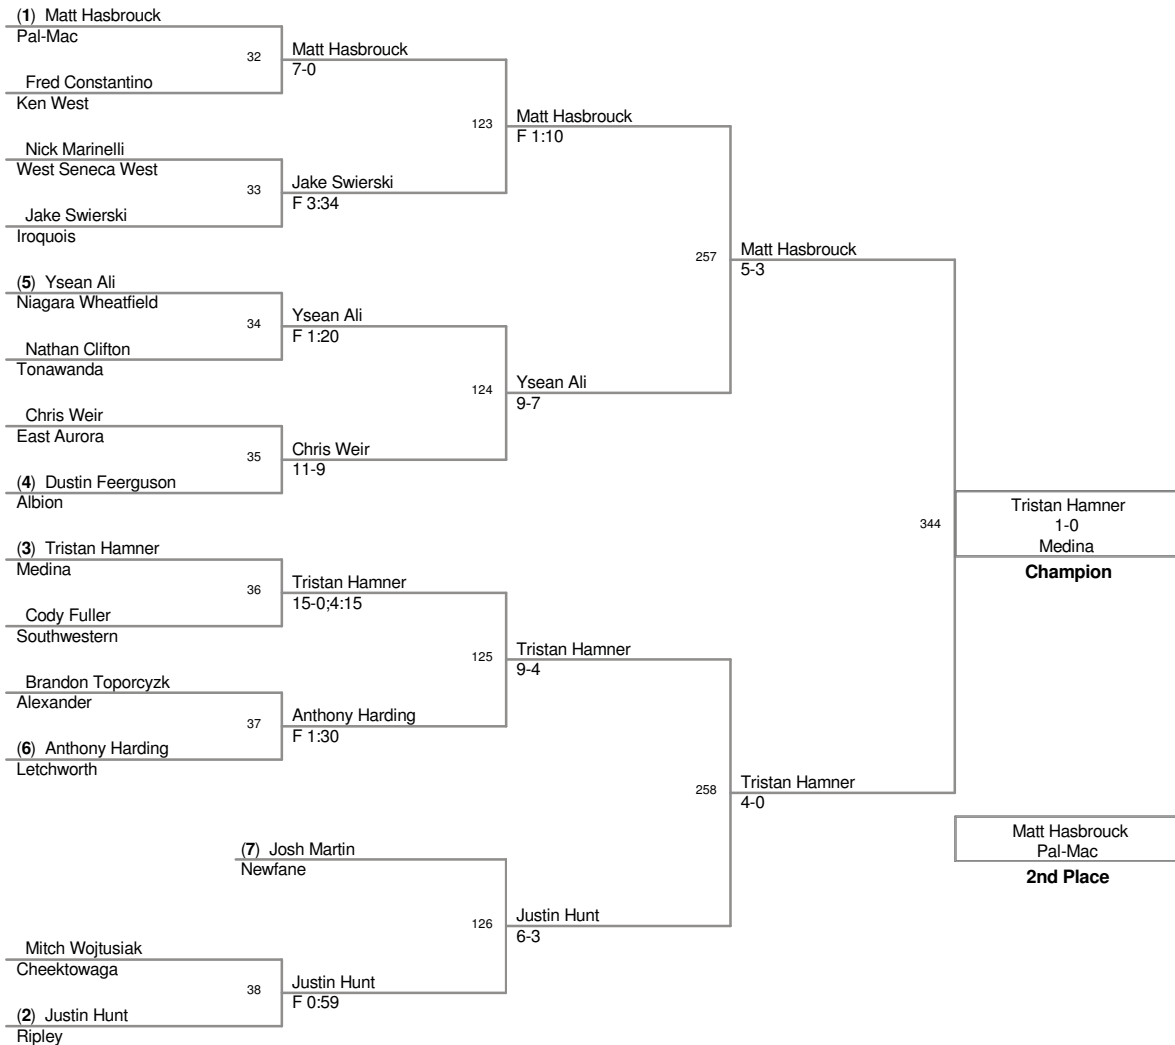 (1) Matt Hasbrouck
Pal-Mac
32
Fred Constantino
Ken West
Matt Hasbrouck
7-0
Nick Marinelli
West Seneca West
33
Jake Swierski
Iroquois
Jake Swierski
F 3:34
123
Matt Hasbrouck
F 1:10
(5) Ysean Ali
Niagara Wheatfield
34
Nathan Clifton
Tonawanda
Ysean Ali
F 1:20
Chris Weir
East Aurora
35
(4) Dustin Feerguson
Albion
Chris Weir
11-9
124
Ysean Ali
9-7
257
Matt Hasbrouck
5-3
(3) Tristan Hamner
Medina
36
Cody Fuller
Southwestern
Tristan Hamner
15-0;4:15
Brandon Toporcyzk
Alexander
37
(6) Anthony Harding
Letchworth
Anthony Harding
F 1:30
125
Tristan Hamner
9-4
(7) Josh Martin
Newfane
Mitch Wojtusiak
Cheektowaga
38
(2) Justin Hunt
Ripley
Justin Hunt
F 0:59
126
Justin Hunt
6-3
258
Tristan Hamner
4-0
344
Tristan Hamner
1-0
Medina
Champion
Matt Hasbrouck
Pal-Mac
2nd Place